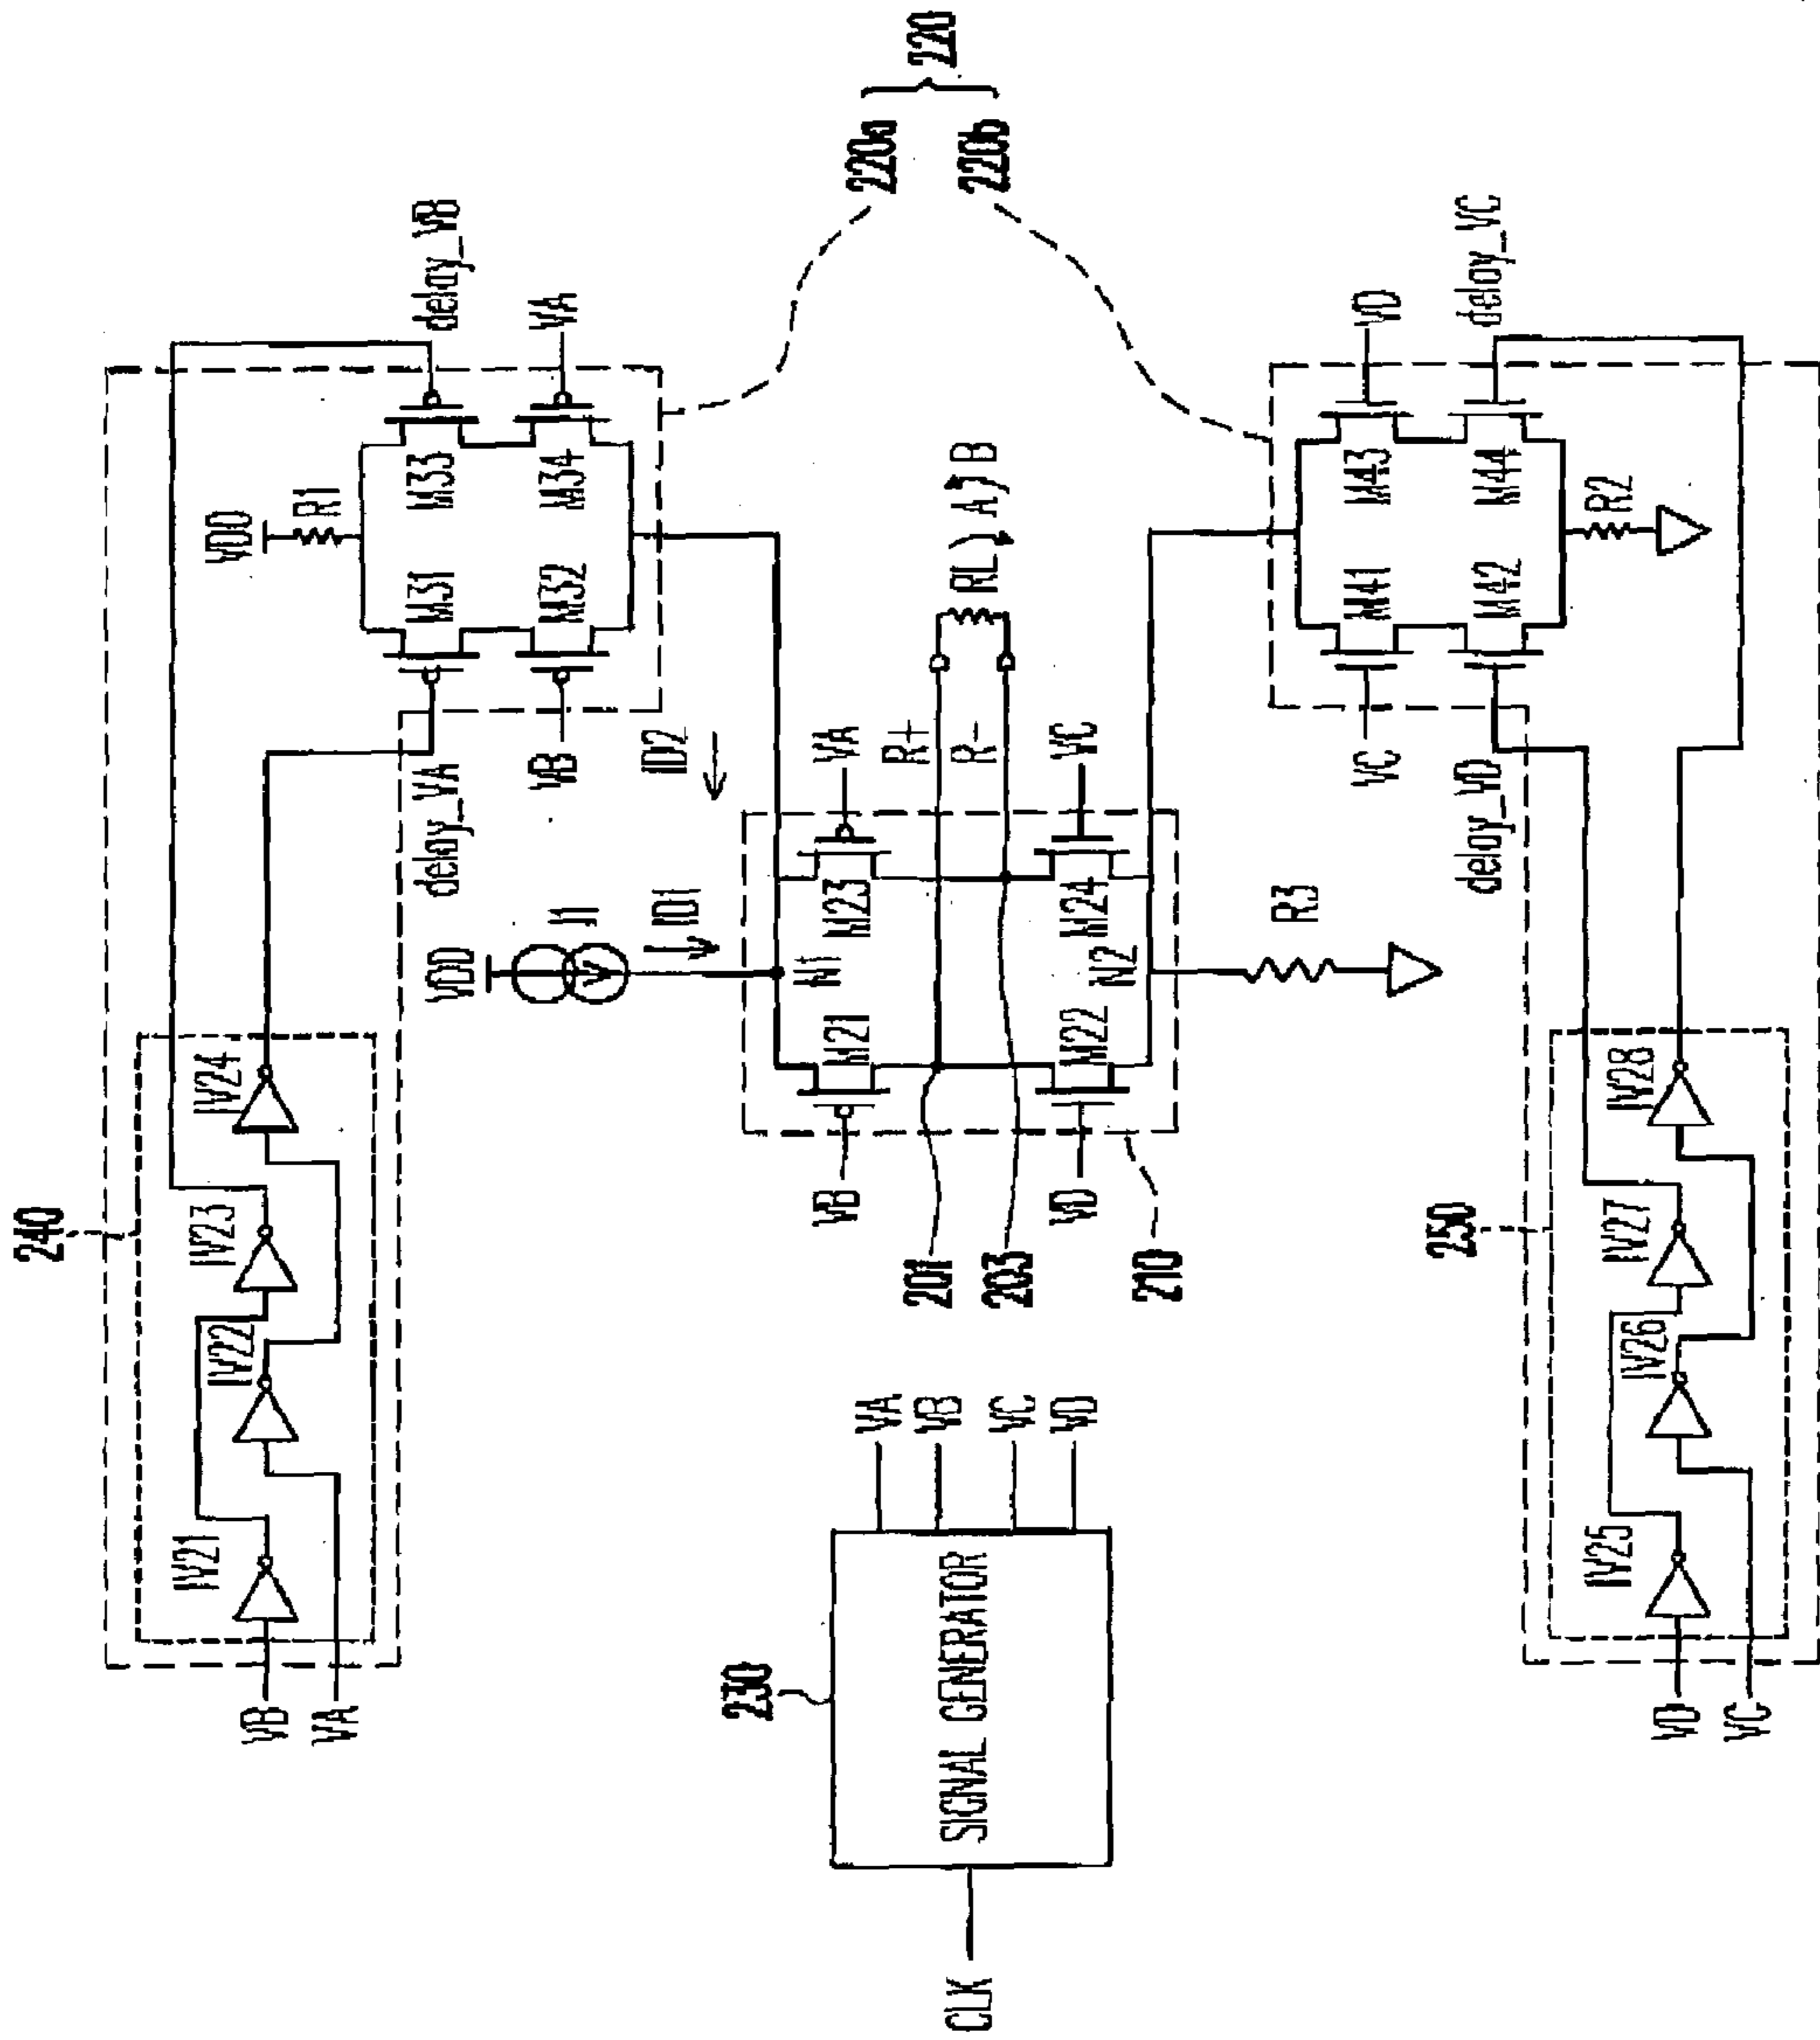 240
VB
VA
IV21
IV22
IV23
IV24
VDD
R1
M31
M33
M32
M34
delay_VA
delay_VB
VB
VA
220a
220b
220
VDD
J1
ID1
ID2
230
CLK
SIGNAL GENERATOR
VA
VB
VC
VD
VB
M21
N1
M23
VA
R+
R-
RL
A
B
VD
M22
N2
M24
VC
201
203
210
R3
VC
M41
M43
VD
delay_VD
M42
M44
delay_VC
R2
250
VD
VC
IV25
IV26
IV27
IV28